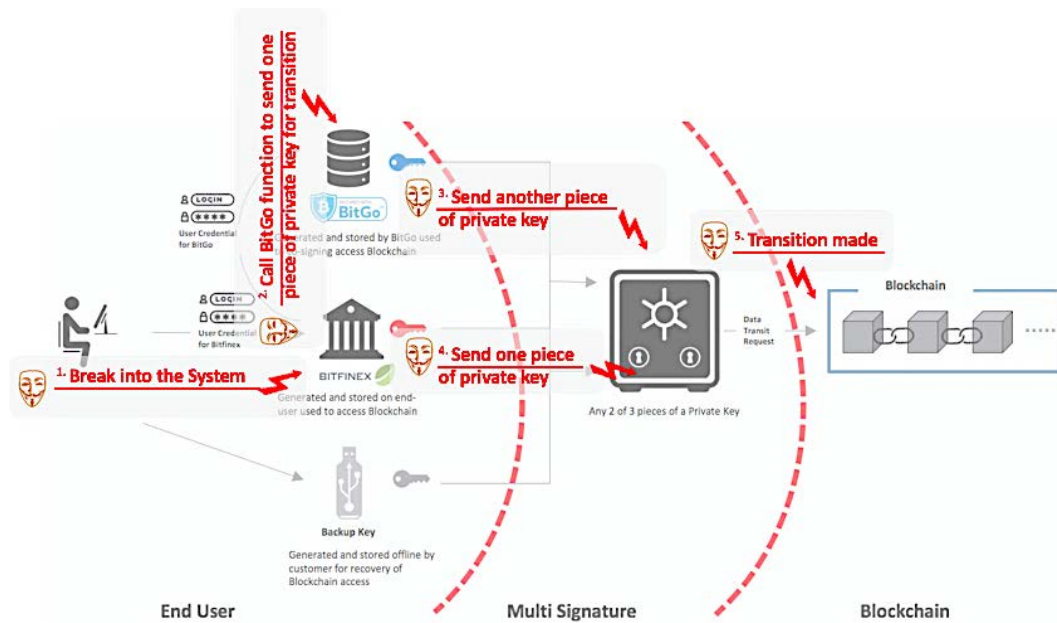 2. Call BitGo function to send one
piece of private key for transition
LOGIN
****
User Credential
for BitGo
BitGo
Generated and stored by BitGo used
signing access Blockchain
3. Send another piece
of private key
5. Transition made
Blockchain
LOGIN
User Credential
for Bitfinex
BITFINEX
Generated and stored on end-
user used to access Blockchain
1. Break into the System
4. Send one piece
of private key
Data
Transit
Request
Any 2 of 3 pieces of a Private Key
Backup Key
Generated and stored offline by
customer for recovery of
Blockchain access
End User
Multi Signature
Blockchain